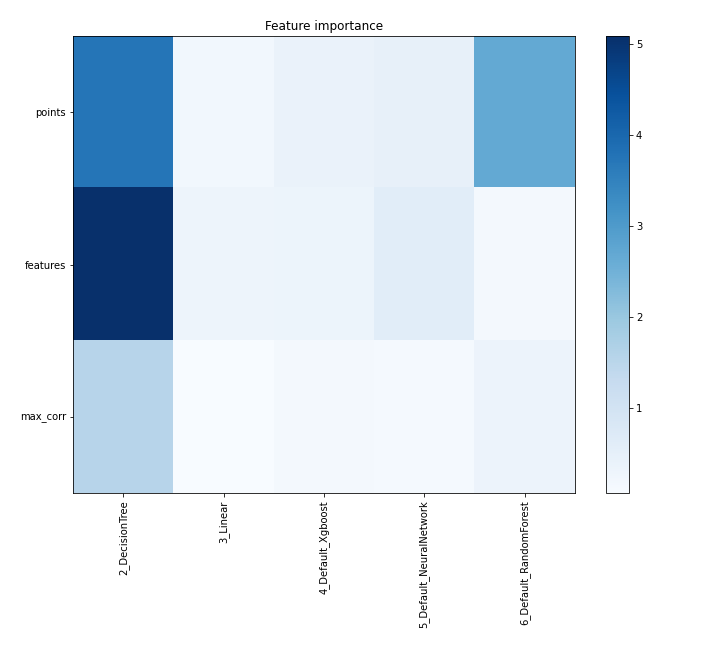 Feature importance
points
features
max_corr
2_DecisionTree
3_Linear
4_Default_Xgboost
5_Default_NeuralNetwork
6_Default_RandomForest
5
4
3
2
1